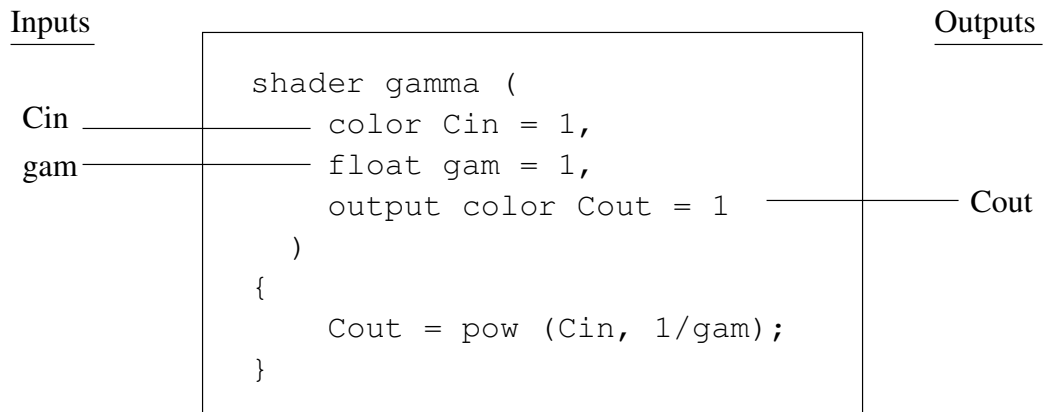 Inputs
Outputs
shader gamma (
Cin
color Cin = 1,
gam
float gam = 1,
output color Cout = 1
Cout
)
{
Cout = pow (Cin, 1/gam);
}